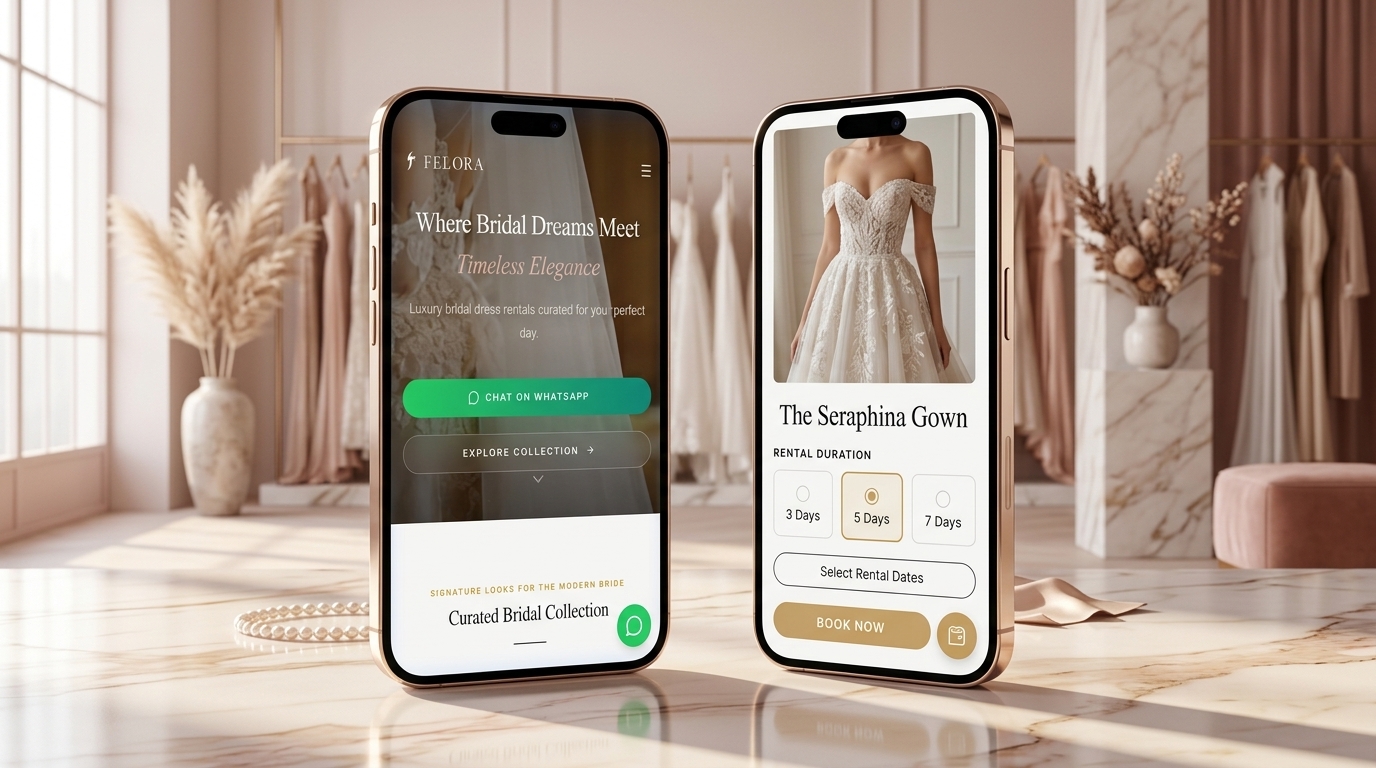 FELORA
Where Bridal Dreams Meet
Timeless Elegance
Luxury bridal dress rentals curated for your perfect
day.
CHAT ON WHATSAPP
EXPLORE COLLECTION →
SIGNATURE LOOKS FOR THE MODERN BRIDE
Curated Bridal Collection
The Seraphina Gown
RENTAL DURATION
3 Days
5 Days
7 Days
Select Rental Dates
BOOK NOW